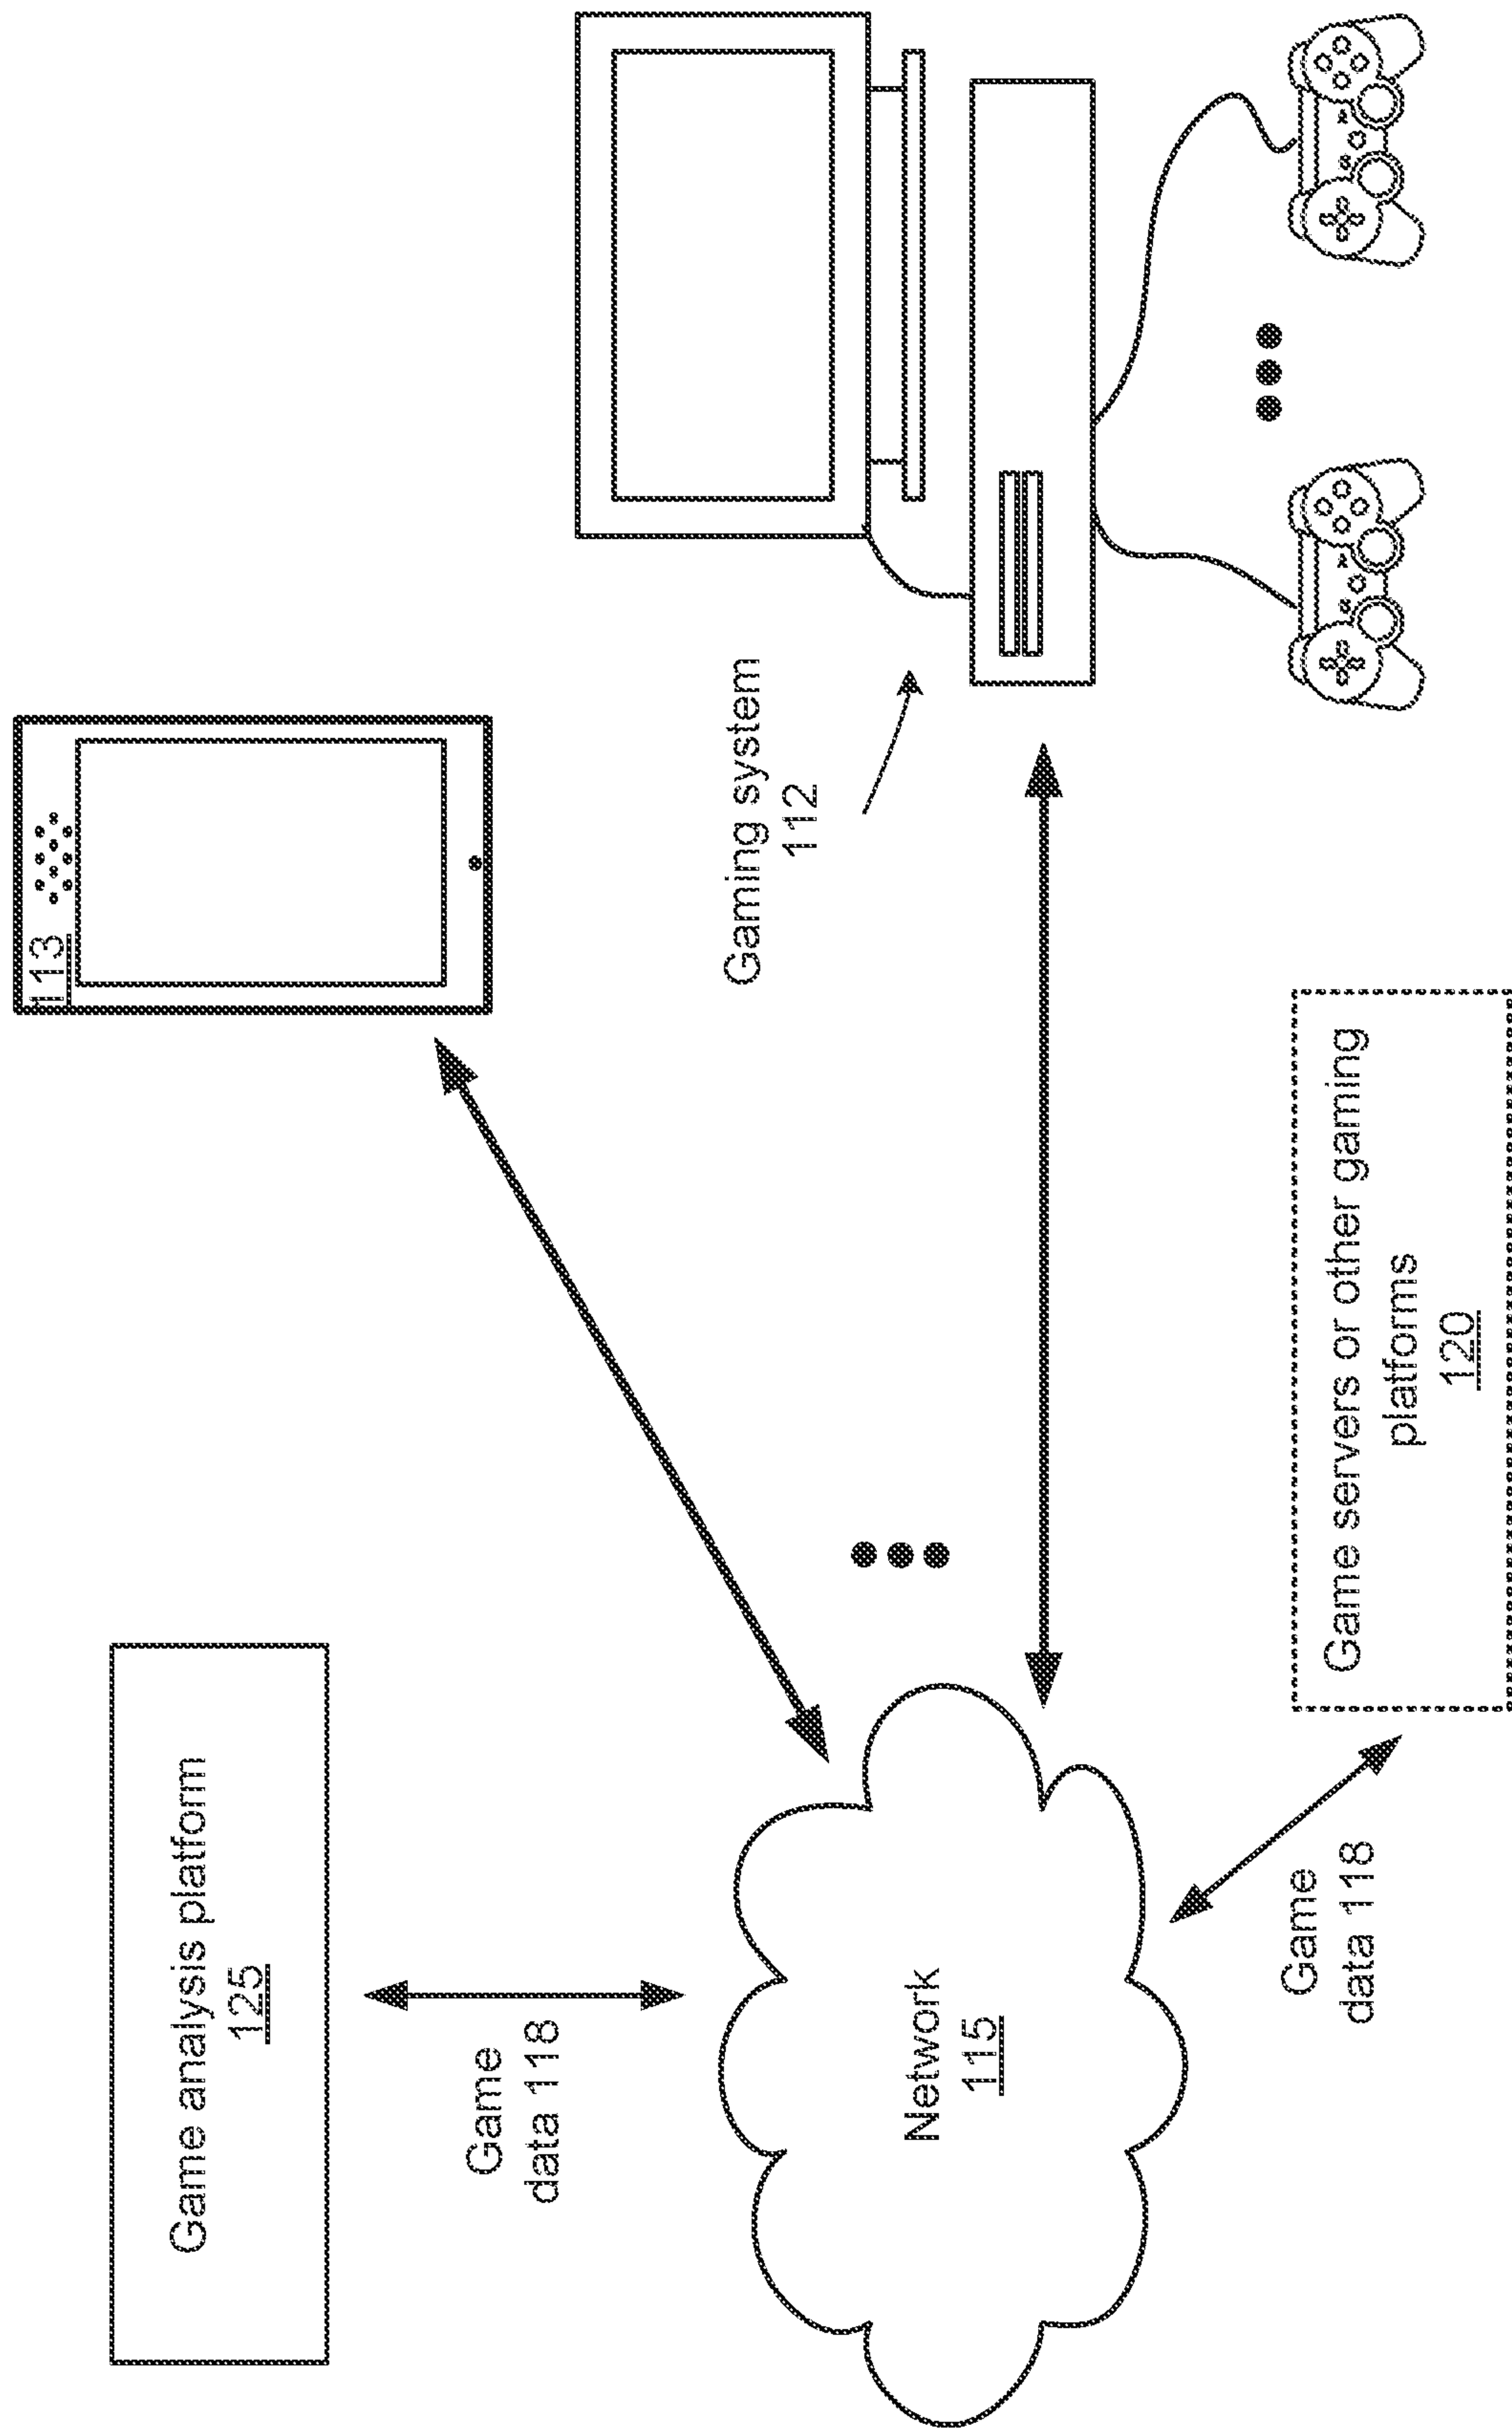 Game analysis platform
125
113
Game
data 118
Gaming system
112
Network
115
Game
data 118
Game servers or other gaming
platforms
120